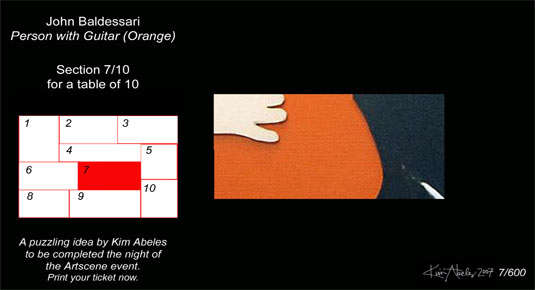 John Baldessari
Person with Guitar (Orange)
Section 7/10
for a table of 10
1 2 3
4 5
6 7
8 9 10
A puzzling idea by Kim Abeles
to be completed the night of
the Artscene event.
Print your ticket now.
Kim Abeles 2007 7/600